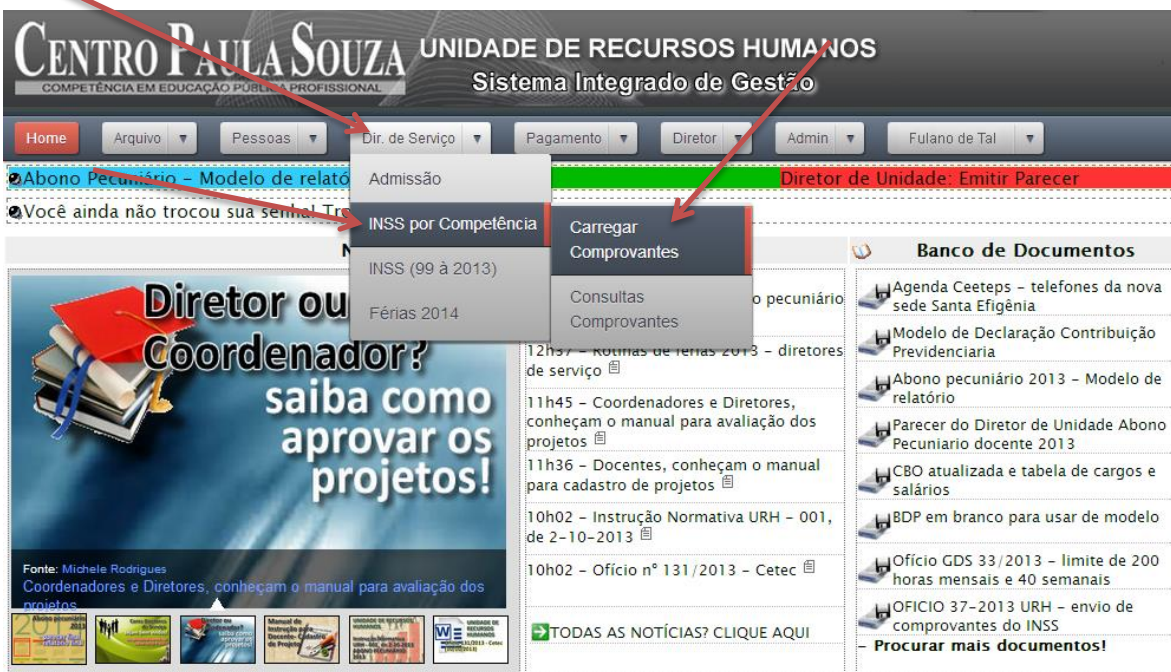 CENTRO PAULA SOUZA
COMPETÊNCIA EM EDUCAÇÃO PÚBLICA PROFISSIONAL
UNIDADE DE RECURSOS HUMANOS
Sistema Integrado de Gestão
Home
Arquivo
Pessoas
Dir. de Serviço
Pagamento
Diretor
Admin
Fulano de Tal
Abono Pecuniário – Modelo de relató
Diretor de Unidade: Emitir Parecer
Você ainda não trocou sua senha! Tro
Admissão
INSS por Competência
INSS (99 à 2013)
Férias 2014
Carregar
Comprovantes
Consultas
Comprovantes
N
Diretor ou
Coordenador?
saiba como
aprovar os
projetos!
Fonte: Michele Rodrigues
Coordenadores e Diretores, conheçam o manual para avaliação dos
projetos
o pecuniário
12h37 – Rotinas de férias 2013 – diretores
de serviço
11h45 – Coordenadores e Diretores,
conheçam o manual para avaliação dos
projetos
11h36 – Docentes, conheçam o manual
para cadastro de projetos
10h02 – Instrução Normativa URH – 001,
de 2-10-2013
10h02 – Ofício n° 131/2013 – Cetec
TODAS AS NOTÍCIAS? CLIQUE AQUI
Banco de Documentos
Agenda Ceeteps – telefones da nova
sede Santa Efigênia
Modelo de Declaração Contribuição
Previdenciaria
Abono pecuniário 2013 – Modelo de
relatório
Parecer do Diretor de Unidade Abono
Pecuniario docente 2013
CBO atualizada e tabela de cargos e
salários
BDP em branco para usar de modelo
Ofício GDS 33/2013 – limite de 200
horas mensais e 40 semanais
OFICIO 37-2013 URH – envio de
comprovantes do INSS
– Procurar mais documentos!